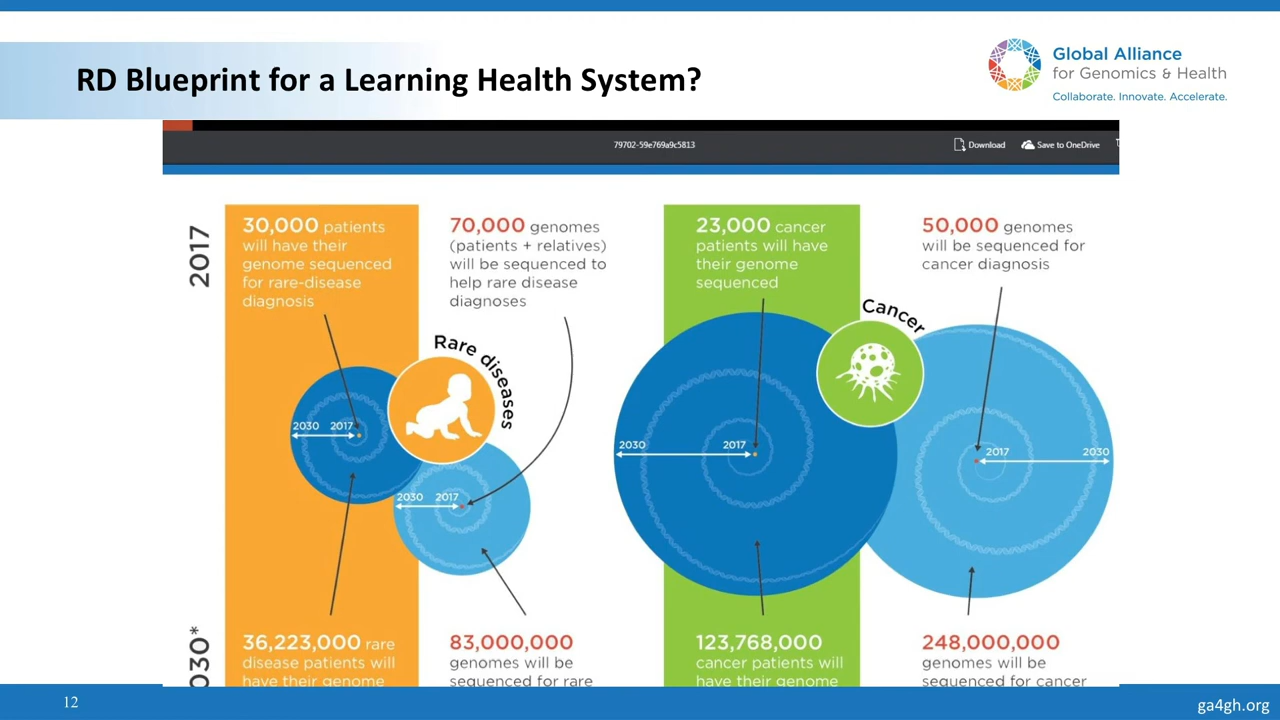 RD Blueprint for a Learning Health System?
Global Alliance
for Genomics & Health
Collaborate. Innovate. Accelerate.
79702-59e769a9c5813
Download
Save to OneDrive
2017
30,000 patients
will have their
genome sequenced
for rare-disease
diagnosis
70,000 genomes
(patients + relatives)
will be sequenced to
help rare disease
diagnoses
23,000 cancer
patients will have
their genome
sequenced
50,000 genomes
will be sequenced for
cancer diagnosis
Rare diseases
Cancer
2030 2017
2030 2017
2030 2017
2017 2030
030*
36,223,000 rare
disease patients will
have their genome
83,000,000
genomes will be
sequenced for rare
123,768,000
cancer patients will
have their genome
248,000,000
genomes will be
sequenced for cancer
12
ga4gh.org